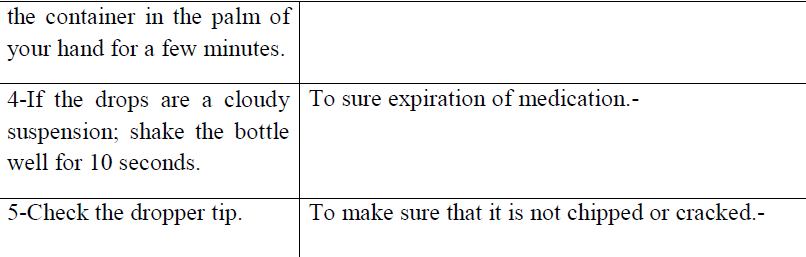 the container in the palm of
your hand for a few minutes.
4-If the drops are a cloudy
suspension; shake the bottle
well for 10 seconds.
To sure expiration of medication.-
5-Check the dropper tip.
To make sure that it is not chipped or cracked.-